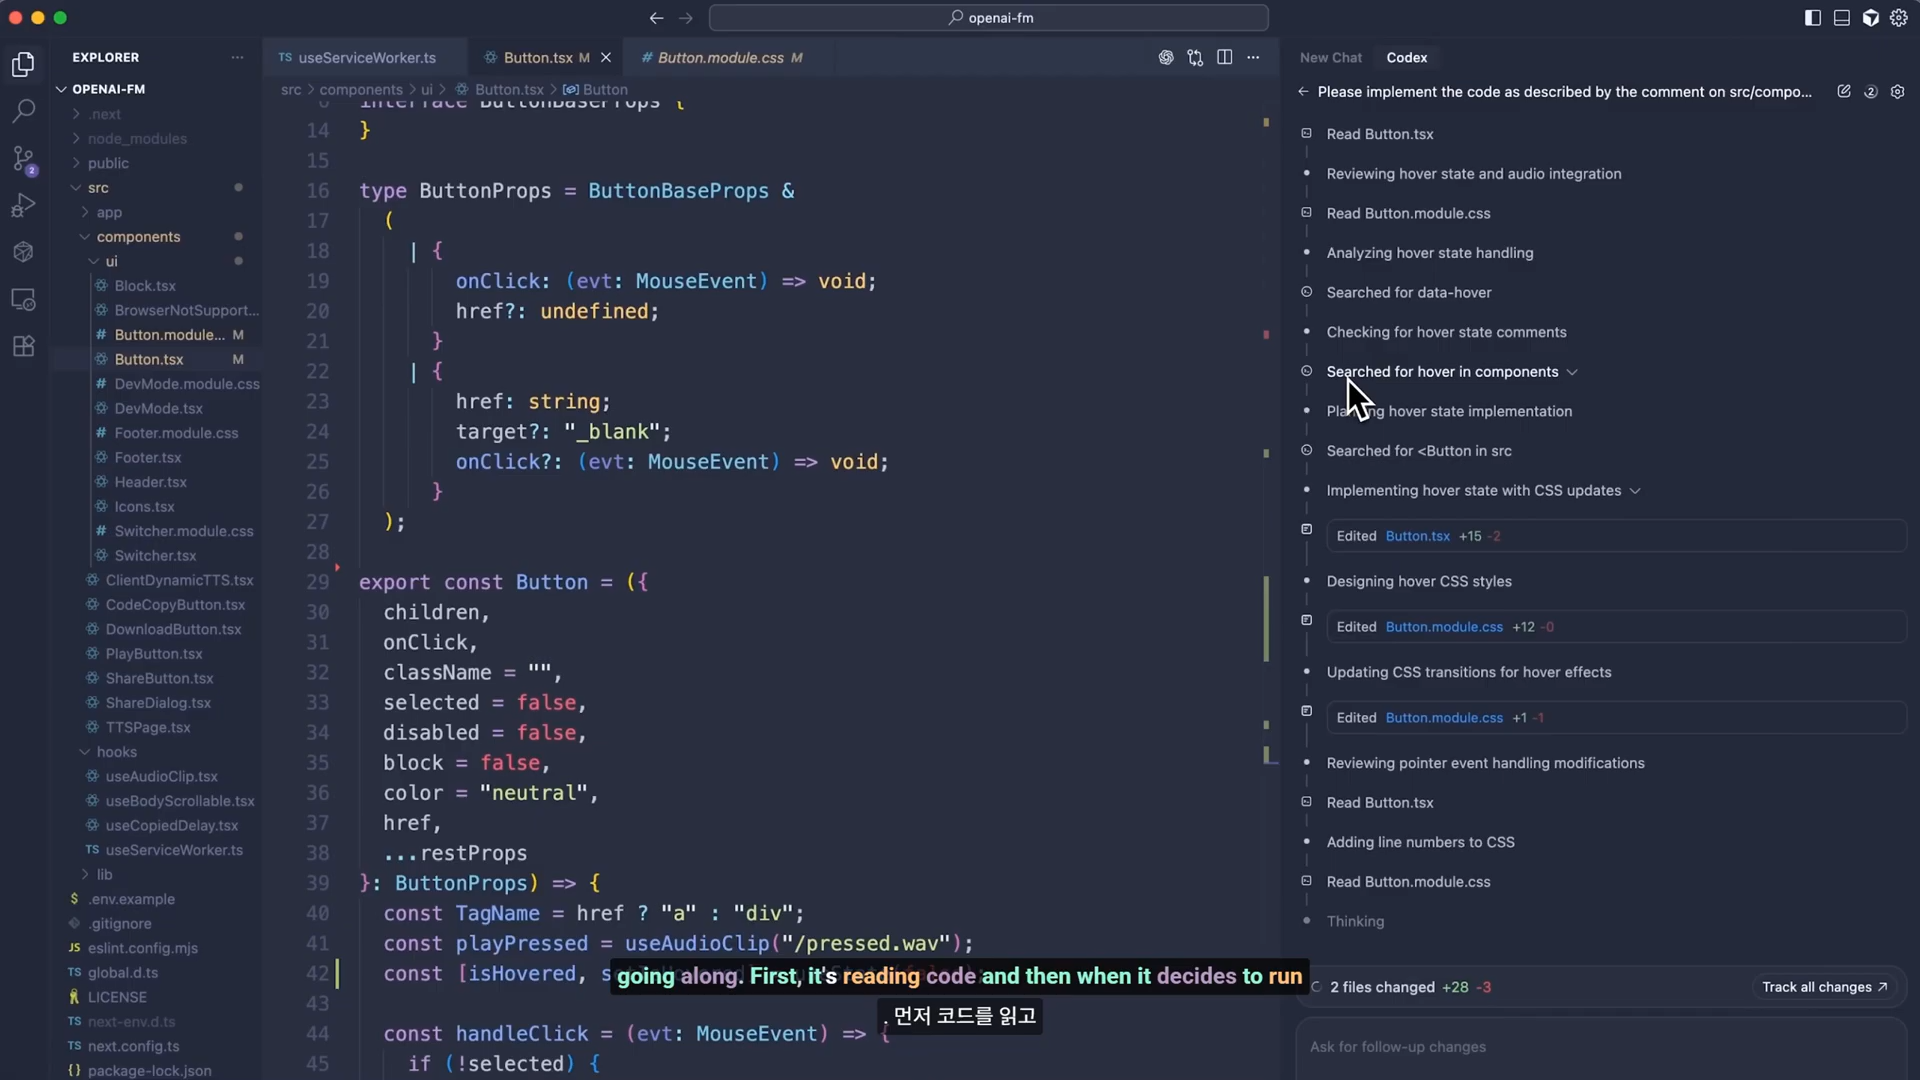 openai-fm
EXPLORER
OPENAI-FM
.next
node_modules
public
src
app
components
ui
Block.tsx
BrowserNotSupport...
Button.module... M
Button.tsx M
DevMode.module.css
DevMode.tsx
Footer.module.css
Footer.tsx
Header.tsx
Icons.tsx
Switcher.module.css
Switcher.tsx
ClientDynamicTTS.tsx
CodeCopyButton.tsx
DownloadButton.tsx
PlayButton.tsx
ShareButton.tsx
ShareDialog.tsx
TTSPage.tsx
hooks
useAudioClip.tsx
useBodyScrollable.tsx
useCopiedDelay.tsx
TS useServiceWorker.ts
lib
$ .env.example
.gitignore
JS eslint.config.mjs
TS global.d.ts
LICENSE
TS next-env.d.ts
TS next.config.ts
{} package-lock.json
2
TS useServiceWorker.ts
Button.tsx M
# Button.module.css M
src > components > ui > Button.tsx > Button
interface ButtonBaseProps {
14 }
15
16 type ButtonProps = ButtonBaseProps &
17 (
18 | {
19 onClick: (evt: MouseEvent) => void;
20 href?: undefined;
21 }
22 | {
23 href: string;
24 target?: "_blank";
25 onClick?: (evt: MouseEvent) => void;
26 }
27 );
28
29 export const Button = ({
30 children,
31 onClick,
32 className = "",
33 selected = false,
34 disabled = false,
35 block = false,
36 color = "neutral",
37 href,
38 ...restProps
39 }: ButtonProps) => {
40 const TagName = href ? "a" : "div";
41 const playPressed = useAudioClip("/pressed.wav");
42 const [isHovered,
43
44 const handleClick = (evt: MouseEvent) => {
45 if (!selected) {
going along. First, it's reading code and then when it decides to run
. 먼저 코드를 읽고
New Chat
Codex
Please implement the code as described by the comment on src/compo...
2
Read Button.tsx
Reviewing hover state and audio integration
Read Button.module.css
Analyzing hover state handling
Searched for data-hover
Checking for hover state comments
Searched for hover in components
Planning hover state implementation
Searched for <Button in src
Implementing hover state with CSS updates
Edited Button.tsx +15 -2
Designing hover CSS styles
Edited Button.module.css +12 -0
Updating CSS transitions for hover effects
Edited Button.module.css +1 -1
Reviewing pointer event handling modifications
Read Button.tsx
Adding line numbers to CSS
Read Button.module.css
Thinking
2 files changed +28 -3
Track all changes
Ask for follow-up changes